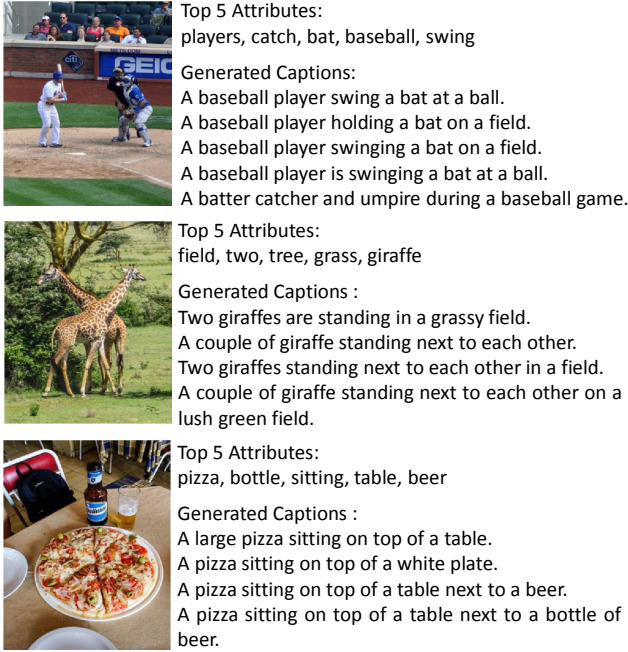 Top 5 Attributes:
players, catch, bat, baseball, swing
Generated Captions:
A baseball player swing a bat at a ball.
A baseball player holding a bat on a field.
A baseball player swinging a bat on a field.
A baseball player is swinging a bat at a ball.
A batter catcher and umpire during a baseball game.
citi
GEIC
Top 5 Attributes:
field, two, tree, grass, giraffe
Generated Captions :
Two giraffes are standing in a grassy field.
A couple of giraffe standing next to each other.
Two giraffes standing next to each other in a field.
A couple of giraffe standing next to each other on a
lush green field.
Top 5 Attributes:
pizza, bottle, sitting, table, beer
Generated Captions :
A large pizza sitting on top of a table.
A pizza sitting on top of a white plate.
A pizza sitting on top of a table next to a beer.
A pizza sitting on top of a table next to a bottle of
beer.